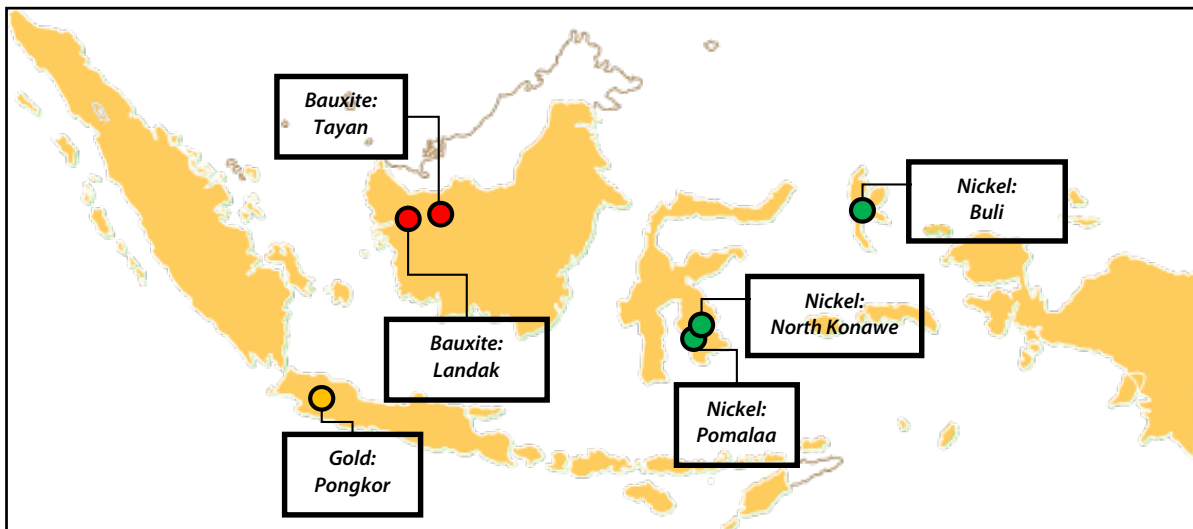 Bauxite:
Tayan
Nickel:
Buli
Nickel:
North Konawe
Bauxite:
Landak
Nickel:
Pomalaa
Gold:
Pongkor